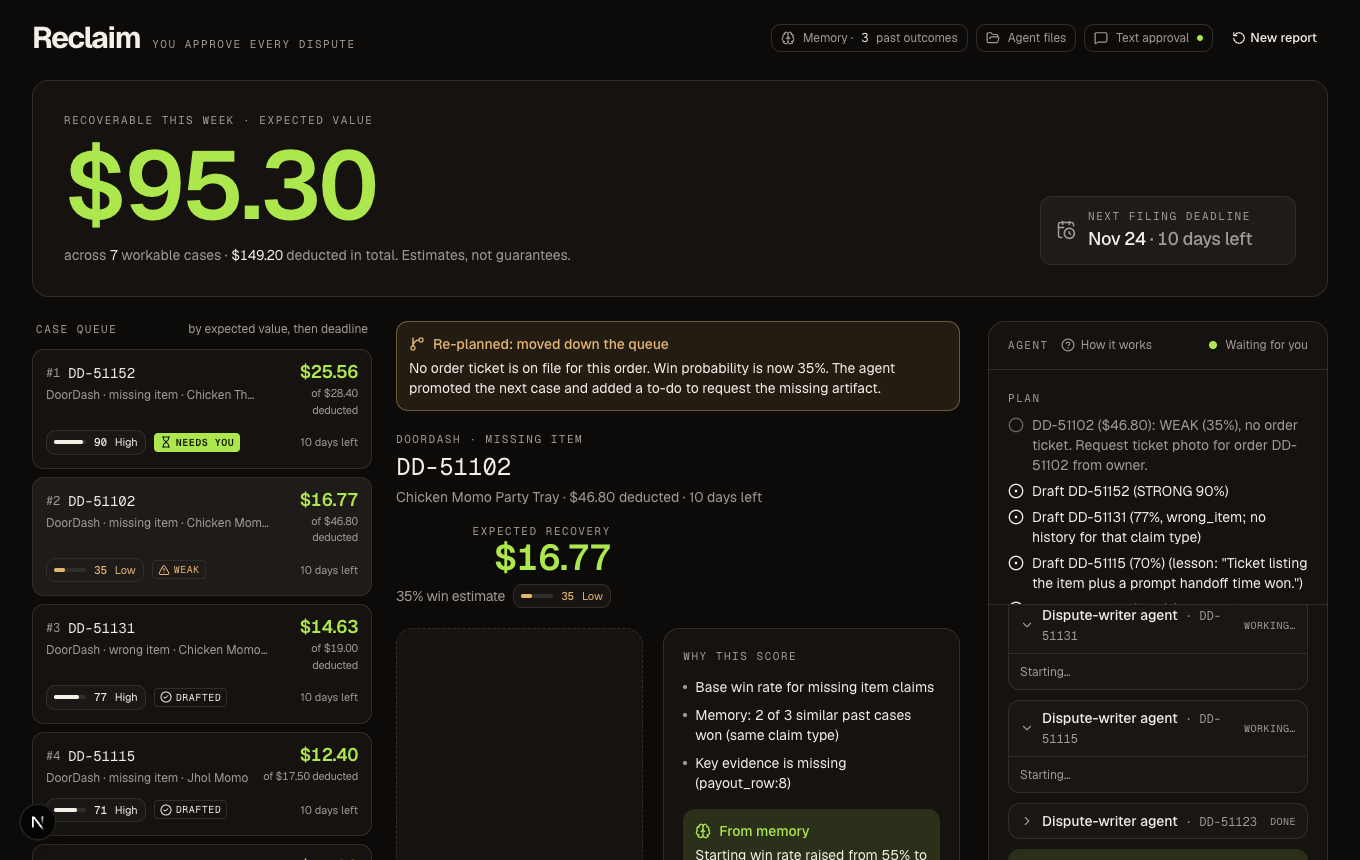 Reclaim
YOU APPROVE EVERY DISPUTE
Memory · 3 past outcomes
Agent files
Text approval
New report
RECOVERABLE THIS WEEK · EXPECTED VALUE
$95.30
across 7 workable cases · $149.20 deducted in total. Estimates, not guarantees.
NEXT FILING DEADLINE
Nov 24 · 10 days left
CASE QUEUE
by expected value, then deadline
#1 DD-51152
$25.56
DoorDash · missing item · Chicken Th…
of $28.40
deducted
90 High
NEEDS YOU
10 days left
#2 DD-51102
$16.77
DoorDash · missing item · Chicken Mom…
of $46.80
deducted
35 Low
WEAK
10 days left
#3 DD-51131
$14.63
DoorDash · wrong item · Chicken Momo…
of $19.00
deducted
77 High
DRAFTED
10 days left
#4 DD-51115
$12.40
DoorDash · missing item · Jhol Momo
of $17.50 deducted
71 High
DRAFTED
10 days left
N
Re-planned: moved down the queue
No order ticket is on file for this order. Win probability is now 35%. The agent
promoted the next case and added a to-do to request the missing artifact.
DOORDASH · MISSING ITEM
DD-51102
Chicken Momo Party Tray · $46.80 deducted · 10 days left
EXPECTED RECOVERY
$16.77
35% win estimate
35 Low
WHY THIS SCORE
• Base win rate for missing item claims
• Memory: 2 of 3 similar past cases
won (same claim type)
• Key evidence is missing
(payout_row:8)
From memory
Starting win rate raised from 55% to
AGENT
How it works
Waiting for you
PLAN
DD-51102 ($46.80): WEAK (35%), no order
ticket. Request ticket photo for order DD-
51102 from owner.
Draft DD-51152 (STRONG 90%)
Draft DD-51131 (77%, wrong_item; no
history for that claim type)
Draft DD-51115 (70%) (lesson: "Ticket listing
the item plus a prompt handoff time won.")
Dispute-writer agent · DD-
51131
WORKING…
Starting…
Dispute-writer agent · DD-
51115
WORKING…
Starting…
Dispute-writer agent · DD-51123
DONE